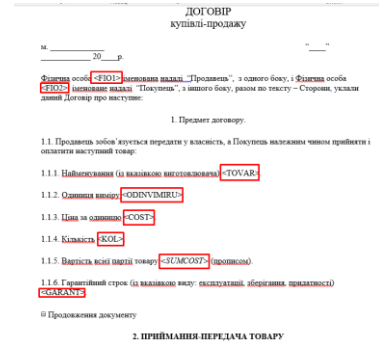 ДОГОВІР
купівлі-продажу
м. ____________ "____"
________________ 20____р.
Фізична особа <FIO1> іменована надалі "Продавець", з одного боку, і Фізична особа
<FIO2> іменоване надалі "Покупець", з іншого боку, разом по тексту – Сторони, уклали
даний Договір про наступне:
1. Предмет договору.
1.1. Продавець зобов'язується передати у власність, а Покупець належним чином прийняти і
оплатити наступний товар:
1.1.1. Найменування (із вказівкою виготовлювача) <TOVAR>
1.1.2. Одиниця виміру <ODINVIMIRU>
1.1.3. Ціна за одиницю <COST>
1.1.4. Кількість <KOL>
1.1.5. Вартість всієї партії товару <SUMCOST> (прописом).
1.1.6. Гарантійний строк (із вказівкою виду: експлуатації, зберігання, придатності)
<GARANT>
Продовження документу
2. ПРИЙМАННЯ-ПЕРЕДАЧА ТОВАРУ